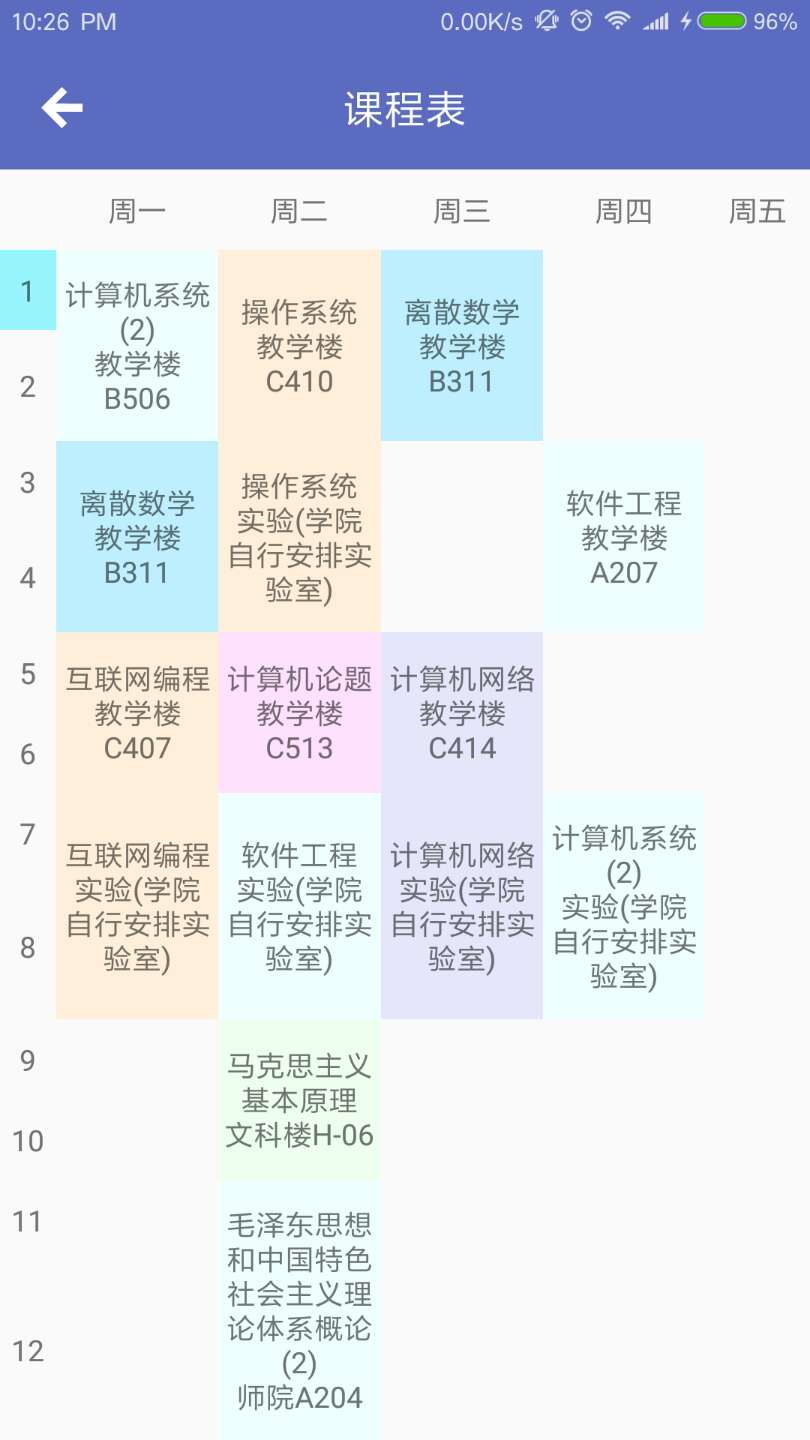 10:26 PM 0.00K/s 96%
课程表
周一 周二 周三 周四 周五
1
2
计算机系统
(2)
教学楼
B506
操作系统
教学楼
C410
离散数学
教学楼
B311
3
4
离散数学
教学楼
B311
操作系统
实验(学院
自行安排实
验室)
软件工程
教学楼
A207
5
6
互联网编程
教学楼
C407
计算机论题
教学楼
C513
计算机网络
教学楼
C414
7
8
互联网编程
实验(学院
自行安排实
验室)
软件工程
实验(学院
自行安排实
验室)
计算机网络
实验(学院
自行安排实
验室)
计算机系统
(2)
实验(学院
自行安排实
验室)
9
10
马克思主义
基本原理
文科楼H-06
11
12
毛泽东思想
和中国特色
社会主义理
论体系概论
(2)
师院A204